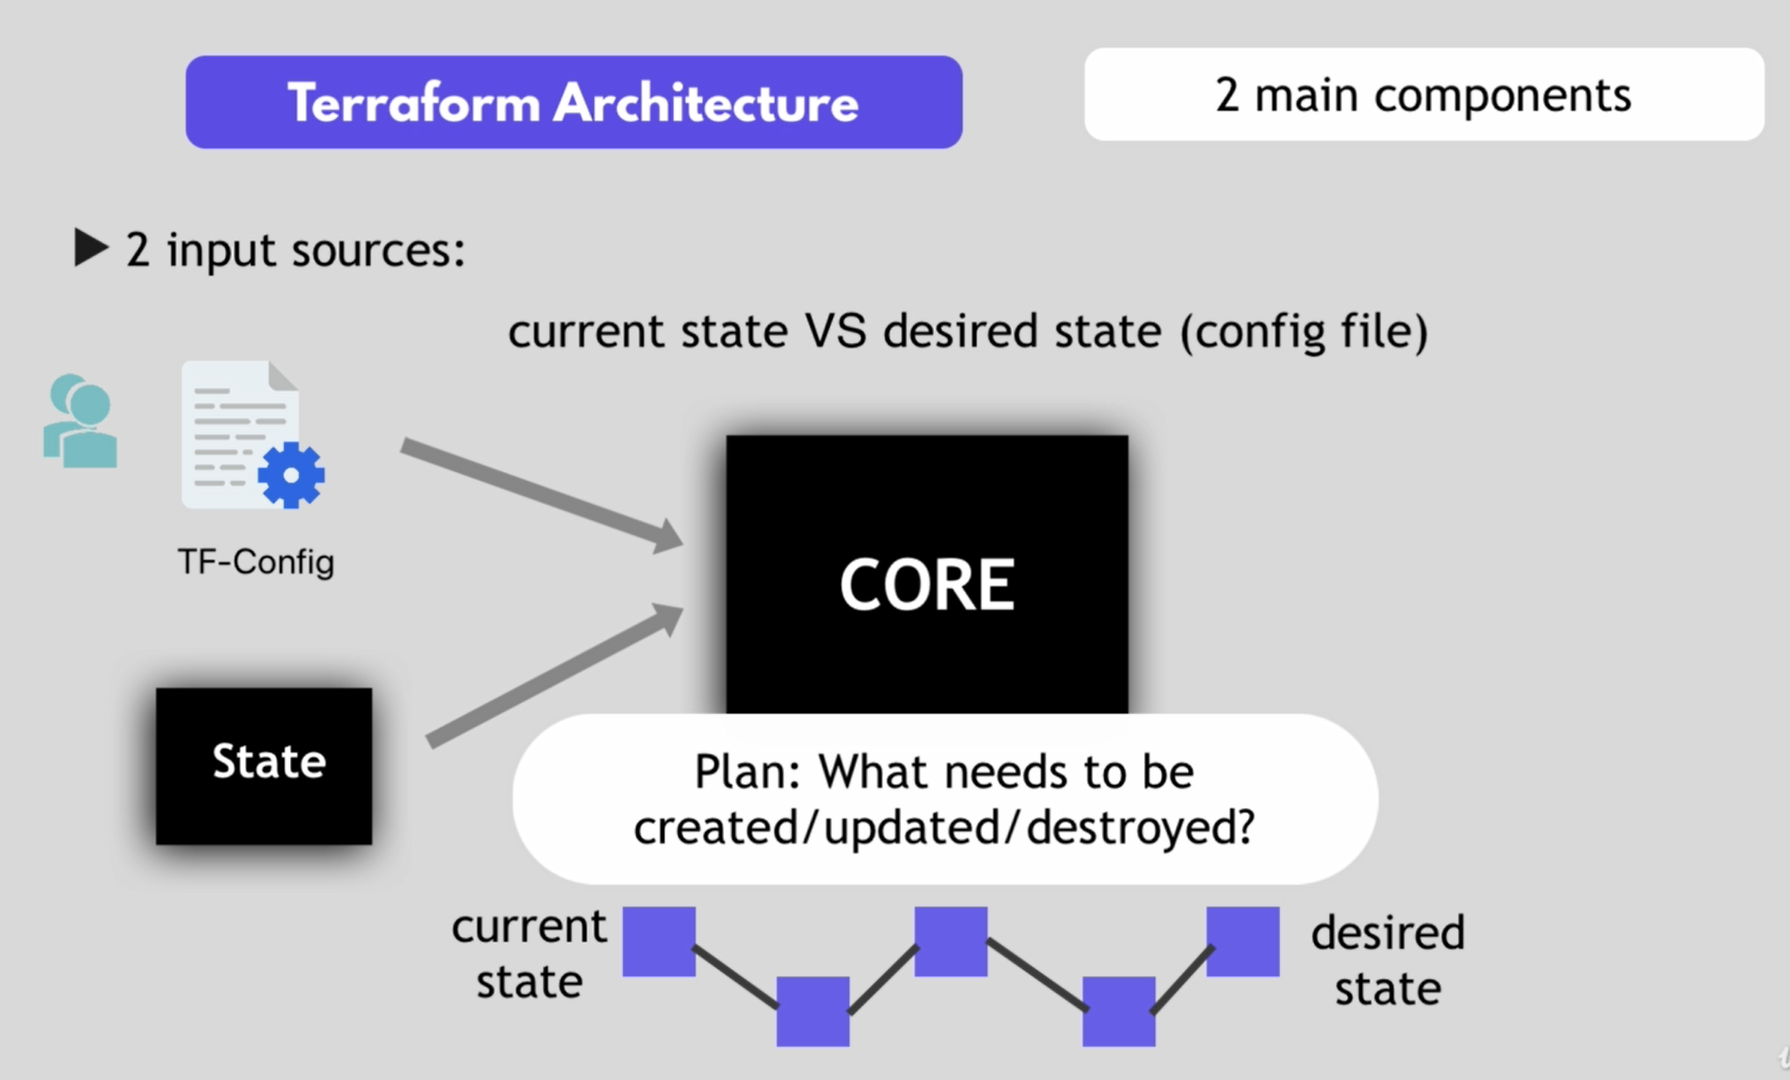 Terraform Architecture
2 main components
2 input sources:
current state VS desired state (config file)
TF-Config
CORE
State
Plan: What needs to be
created/updated/destroyed?
current
state
desired
state